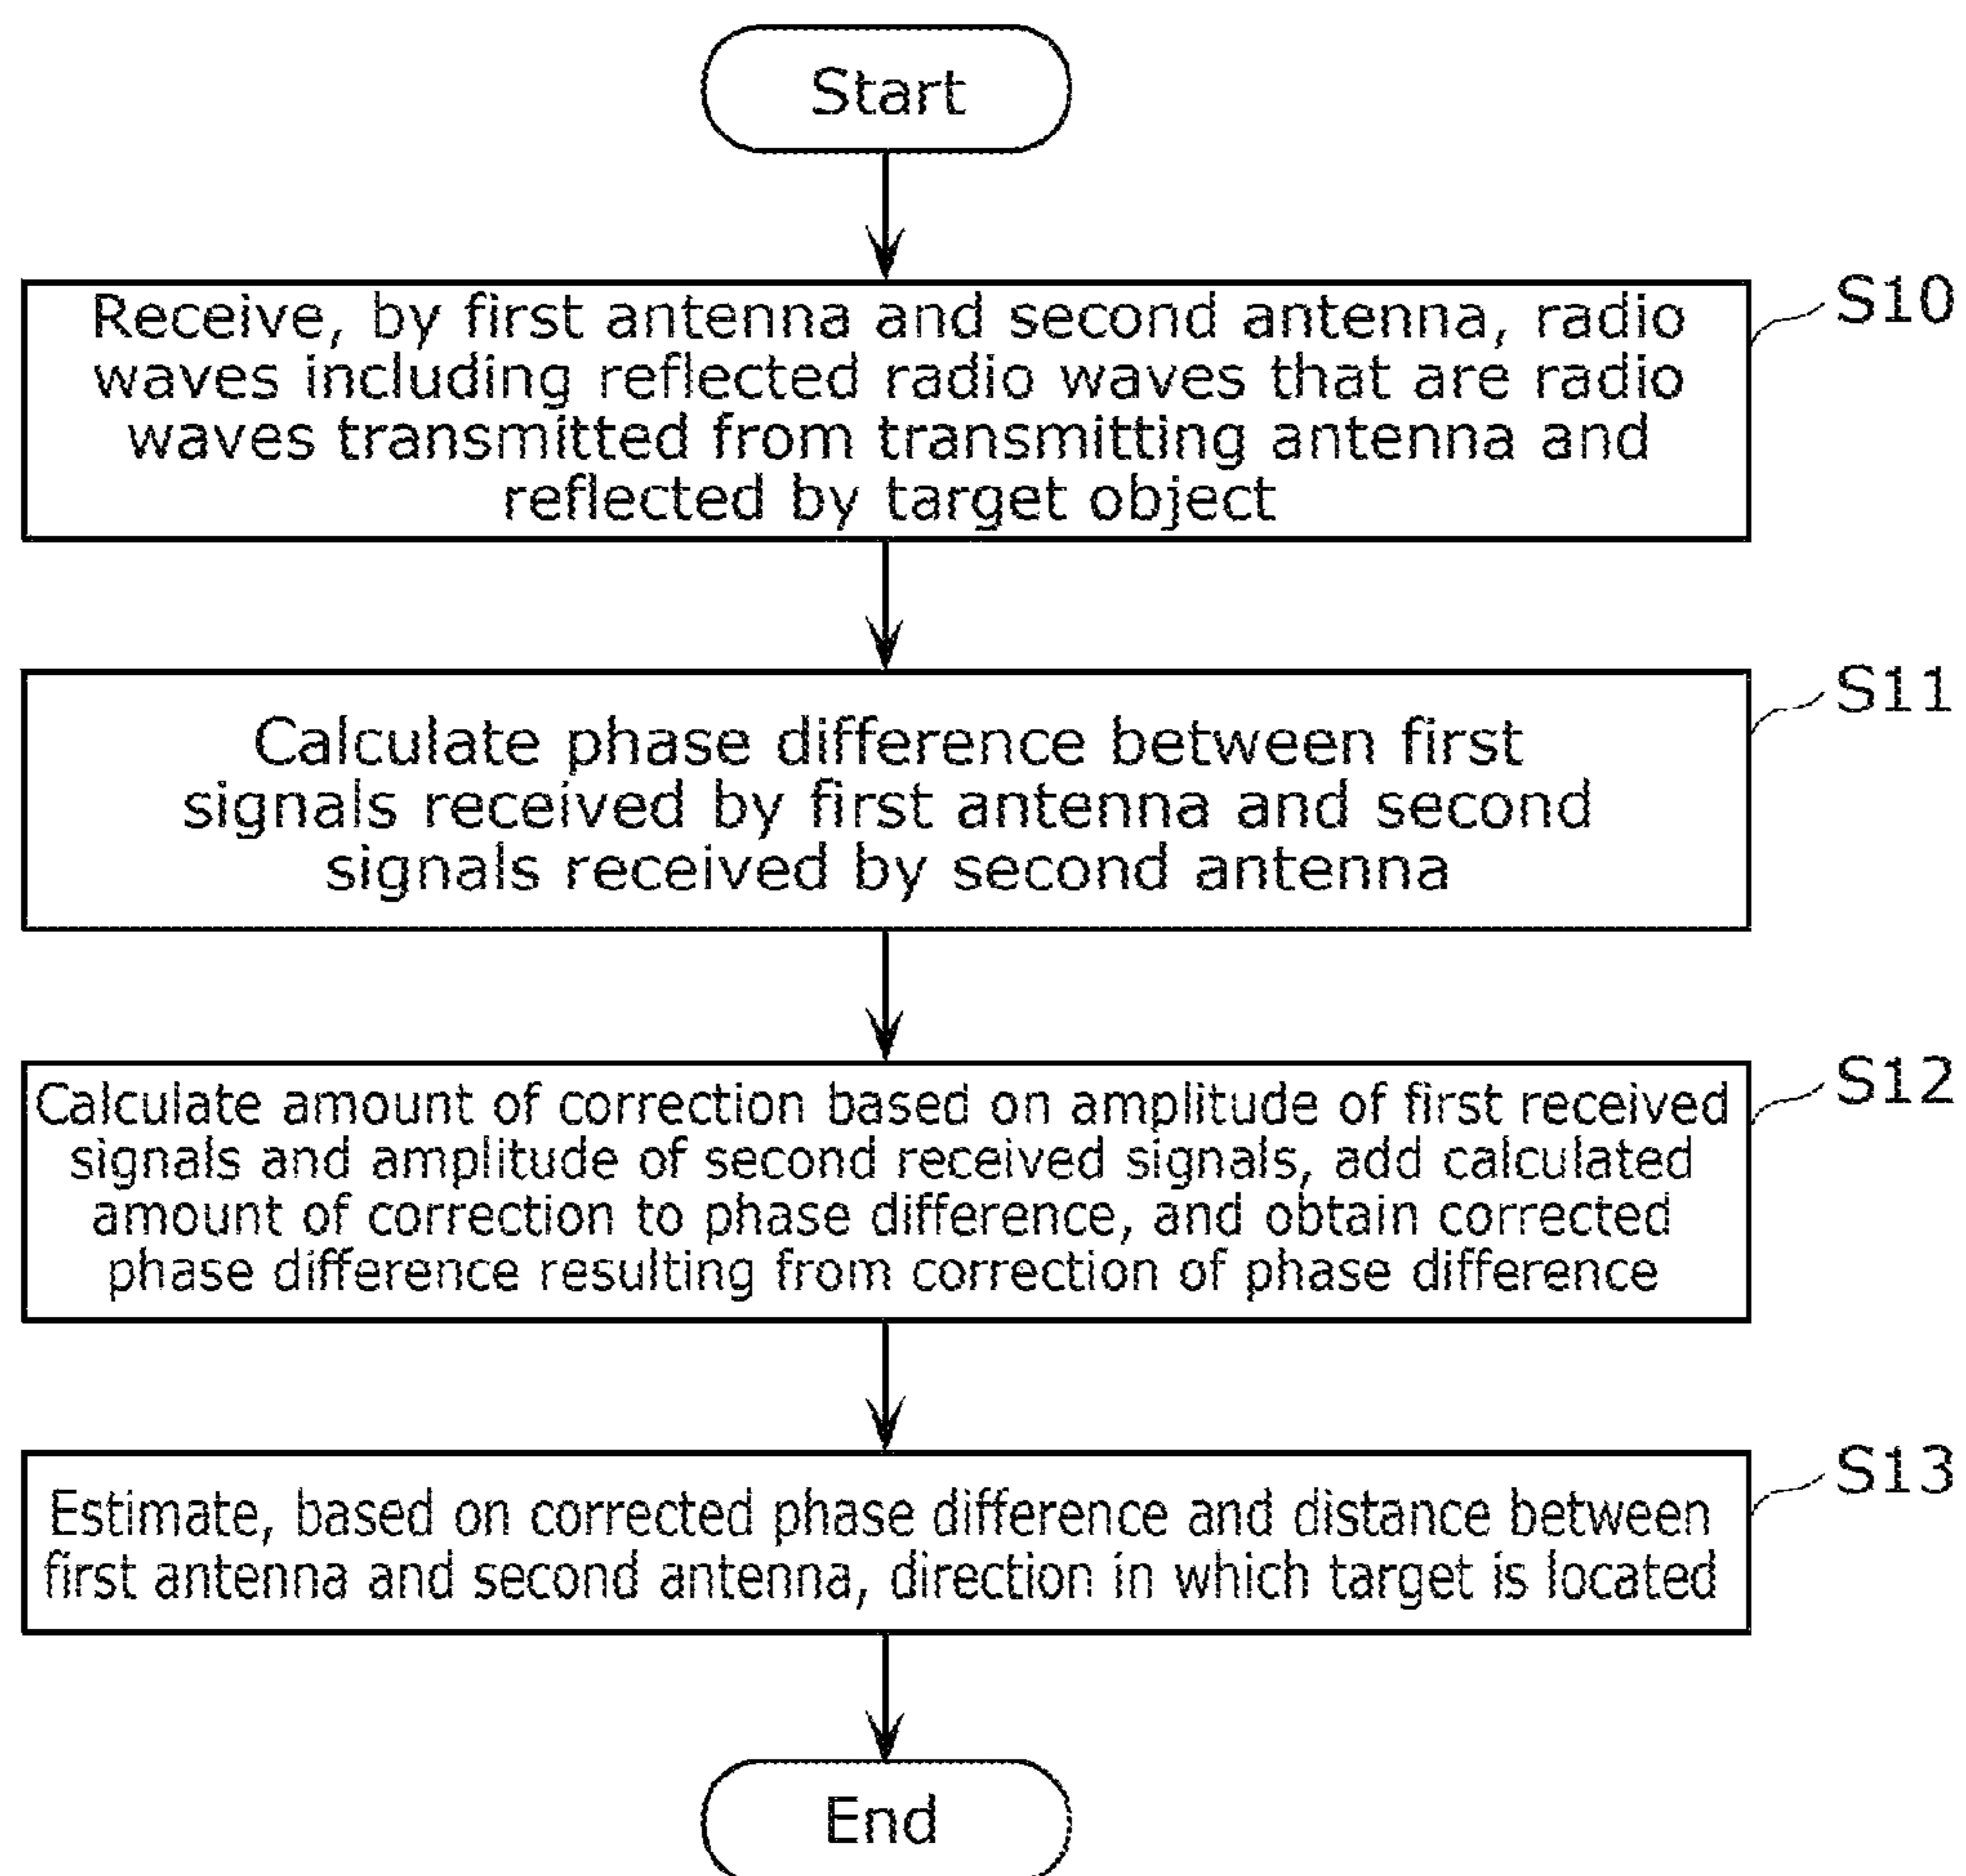 Start
S10
Receive, by first antenna and second antenna, radio
waves including reflected radio waves that are radio
waves transmitted from transmitting antenna and
reflected by target object
S11
Calculate phase difference between first
signals received by first antenna and second
signals received by second antenna
S12
Calculate amount of correction based on amplitude of first received
signals and amplitude of second received signals, add calculated
amount of correction to phase difference, and obtain corrected
phase difference resulting from correction of phase difference
S13
Estimate, based on corrected phase difference and distance between
first antenna and second antenna, direction in which target is located
End